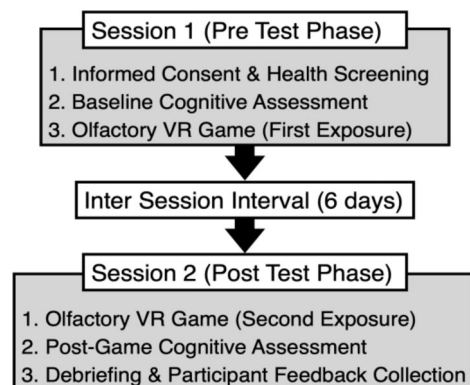 Session 1 (Pre Test Phase)
1. Informed Consent & Health Screening
2. Baseline Cognitive Assessment
3. Olfactory VR Game (First Exposure)
Inter Session Interval (6 days)
Session 2 (Post Test Phase)
1. Olfactory VR Game (Second Exposure)
2. Post-Game Cognitive Assessment
3. Debriefing & Participant Feedback Collection